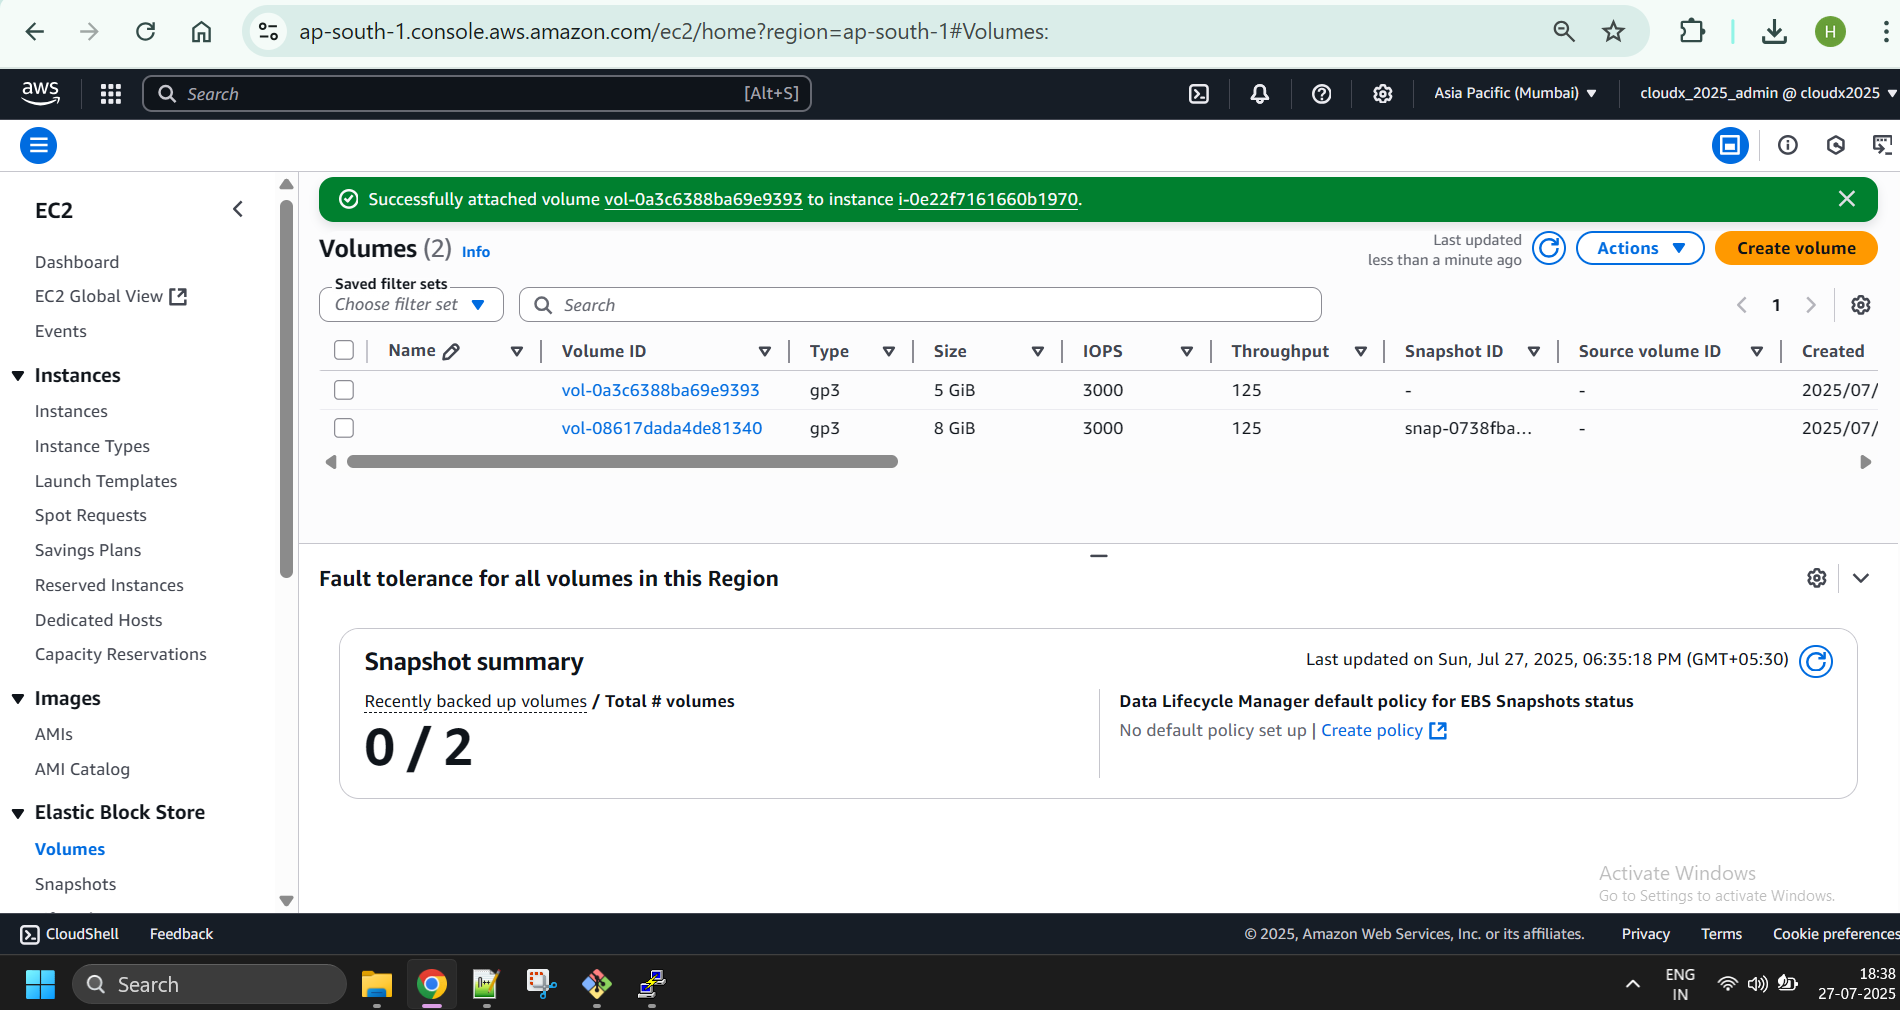 ap-south-1.console.aws.amazon.com/ec2/home?region=ap-south-1#Volumes:
H
aws
Search
[Alt+S]
Asia Pacific (Mumbai)
cloudx_2025_admin @ cloudx2025
EC2
Dashboard
EC2 Global View
Events
Instances
Instances
Instance Types
Launch Templates
Spot Requests
Savings Plans
Reserved Instances
Dedicated Hosts
Capacity Reservations
Images
AMIs
AMI Catalog
Elastic Block Store
Volumes
Snapshots
Successfully attached volume vol-0a3c6388ba69e9393 to instance i-0e22f7161660b1970.
Volumes (2) Info
Last updated
less than a minute ago
Actions
Create volume
Saved filter sets
Choose filter set
Search
1
Name Volume ID Type Size IOPS Throughput Snapshot ID Source volume ID Created
vol-0a3c6388ba69e9393 gp3 5 GiB 3000 125 - - 2025/07/
vol-08617dada4de81340 gp3 8 GiB 3000 125 snap-0738fba... - 2025/07/
Fault tolerance for all volumes in this Region
Snapshot summary
Last updated on Sun, Jul 27, 2025, 06:35:18 PM (GMT+05:30)
Recently backed up volumes / Total # volumes
0 / 2
Data Lifecycle Manager default policy for EBS Snapshots status
No default policy set up | Create policy
Activate Windows
Go to Settings to activate Windows.
CloudShell
Feedback
© 2025, Amazon Web Services, Inc. or its affiliates.
Privacy
Terms
Cookie preferences
Search
ENG
IN
18:38
27-07-2025